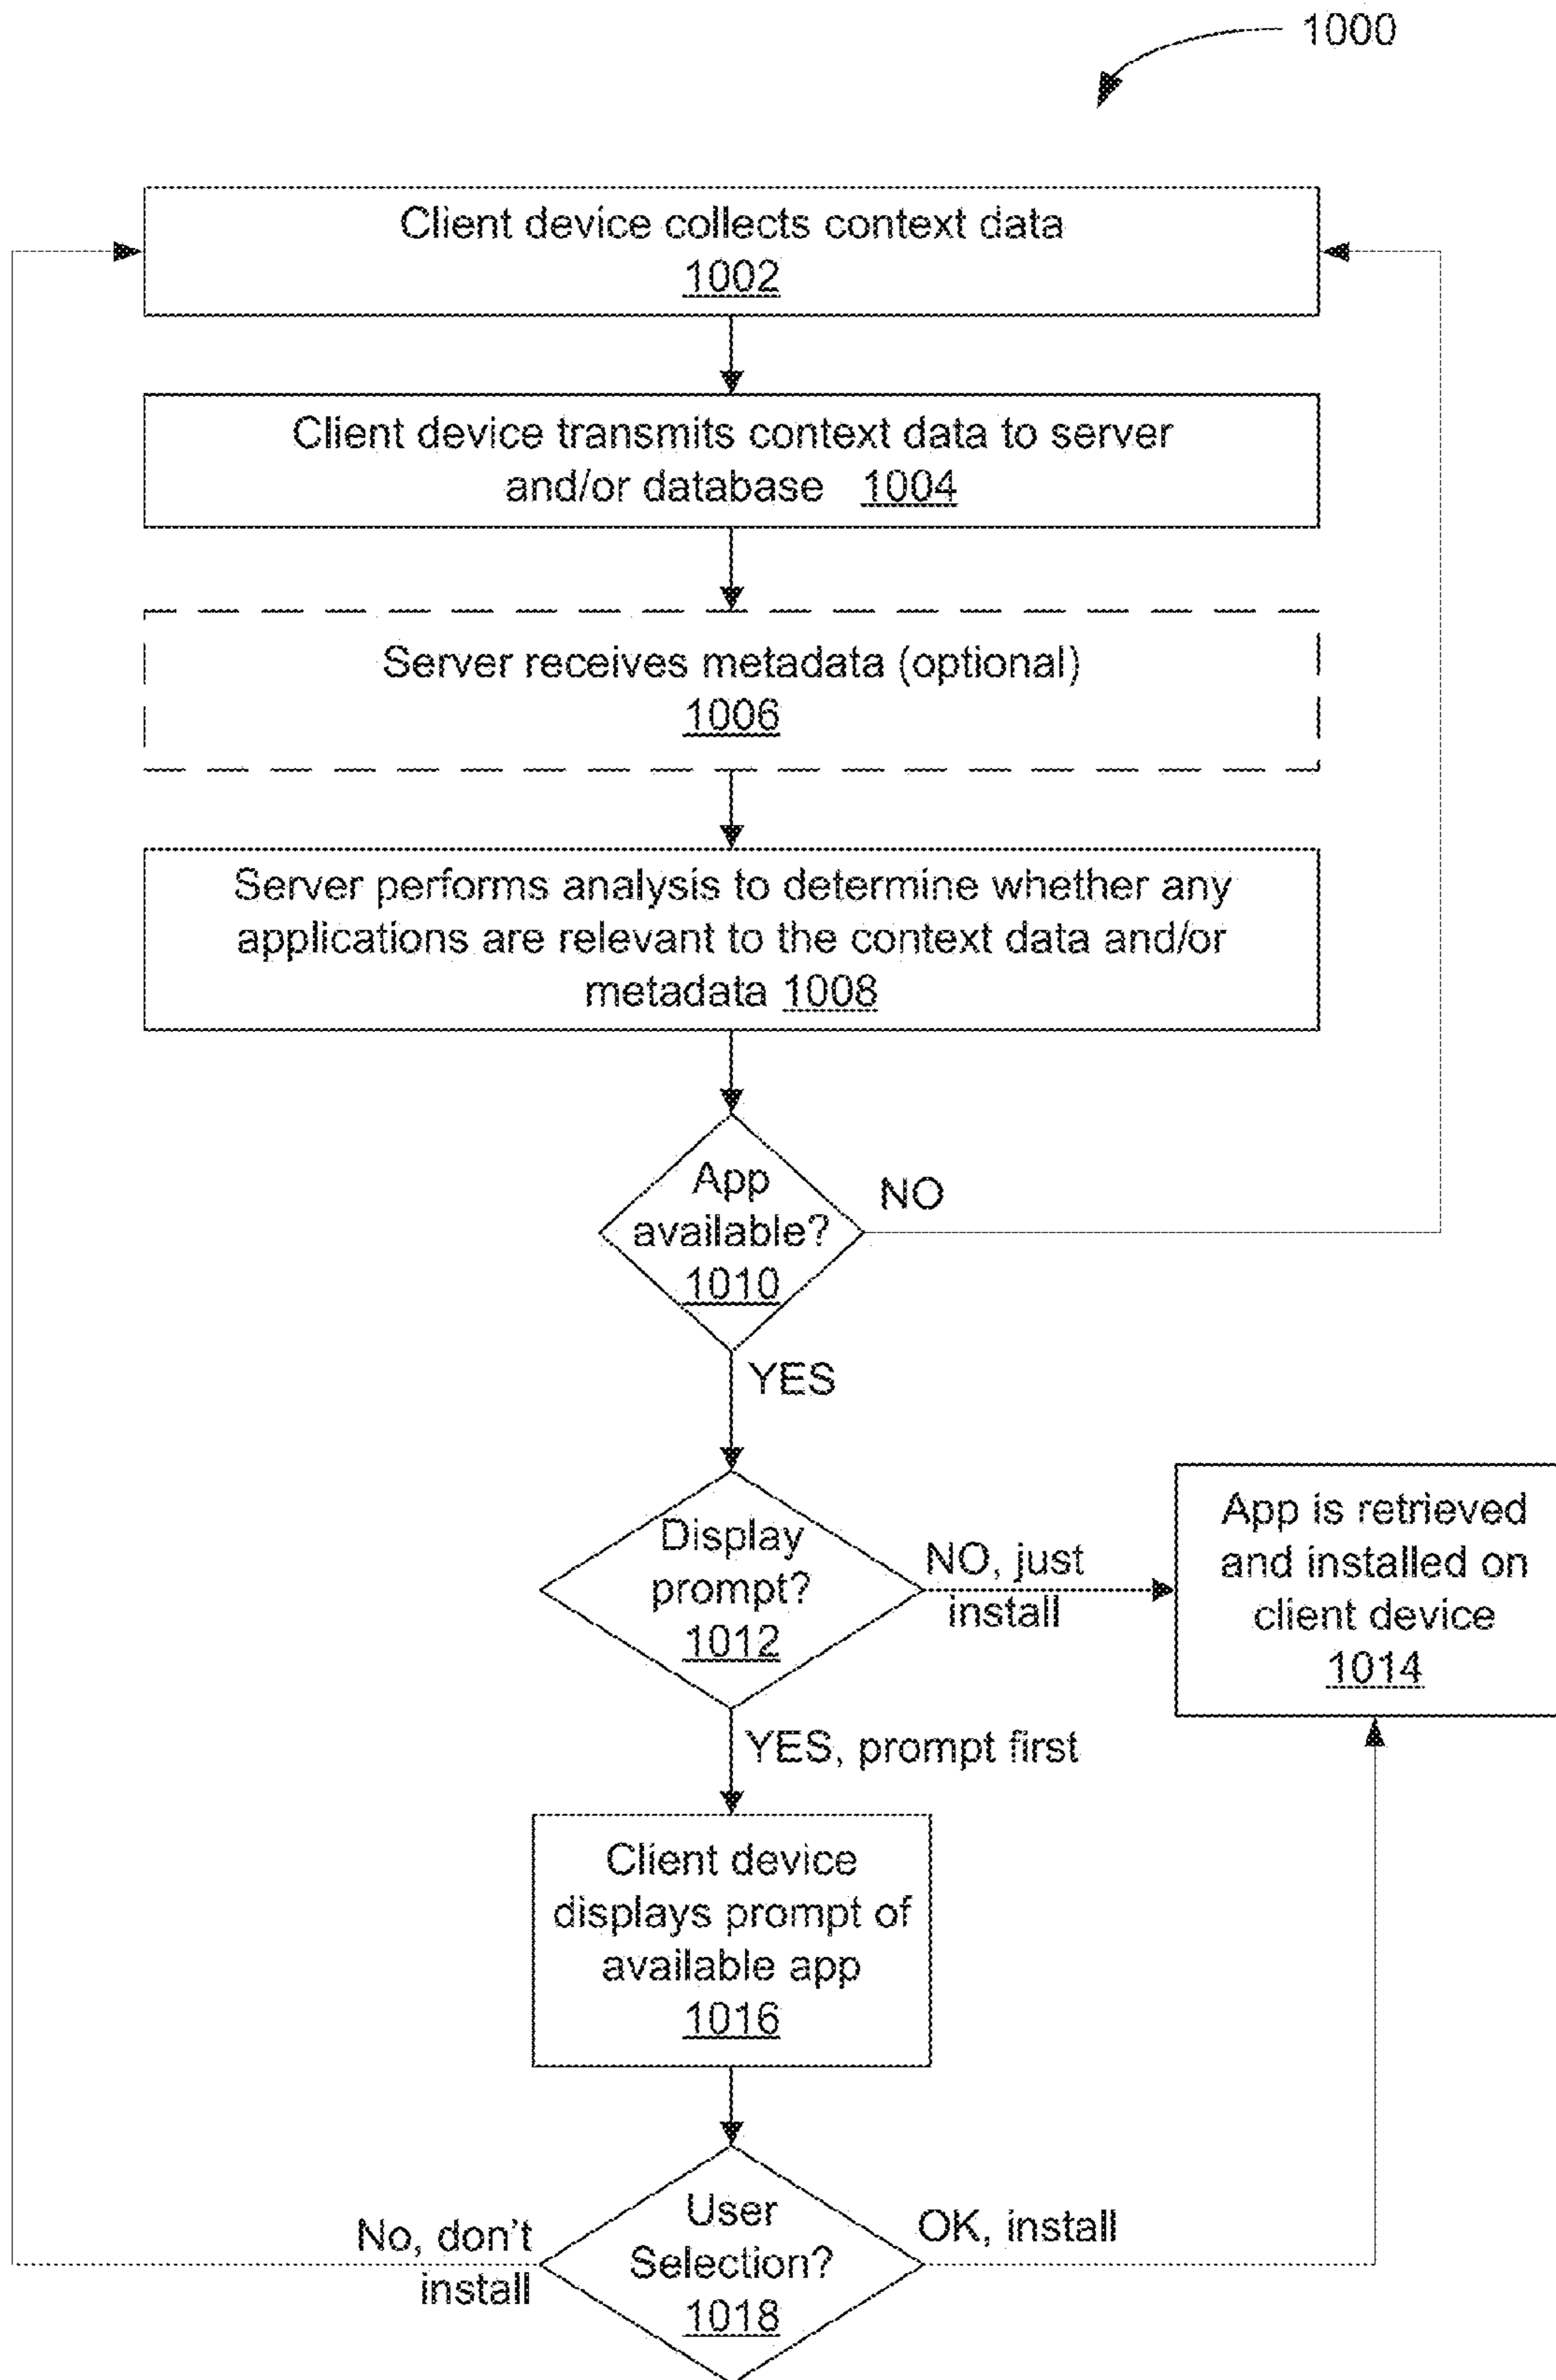 1000
Client device collects context data
1002
Client device transmits context data to server
and/or database 1004
Server receives metadata (optional)
1006
Server performs analysis to determine whether any
applications are relevant to the context data and/or
metadata 1008
App
available?
1010
NO
YES
Display
prompt?
1012
NO, just
install
App is retrieved
and installed on
client device
1014
YES, prompt first
Client device
displays prompt of
available app
1016
User
Selection?
1018
No, don't
install
OK, install